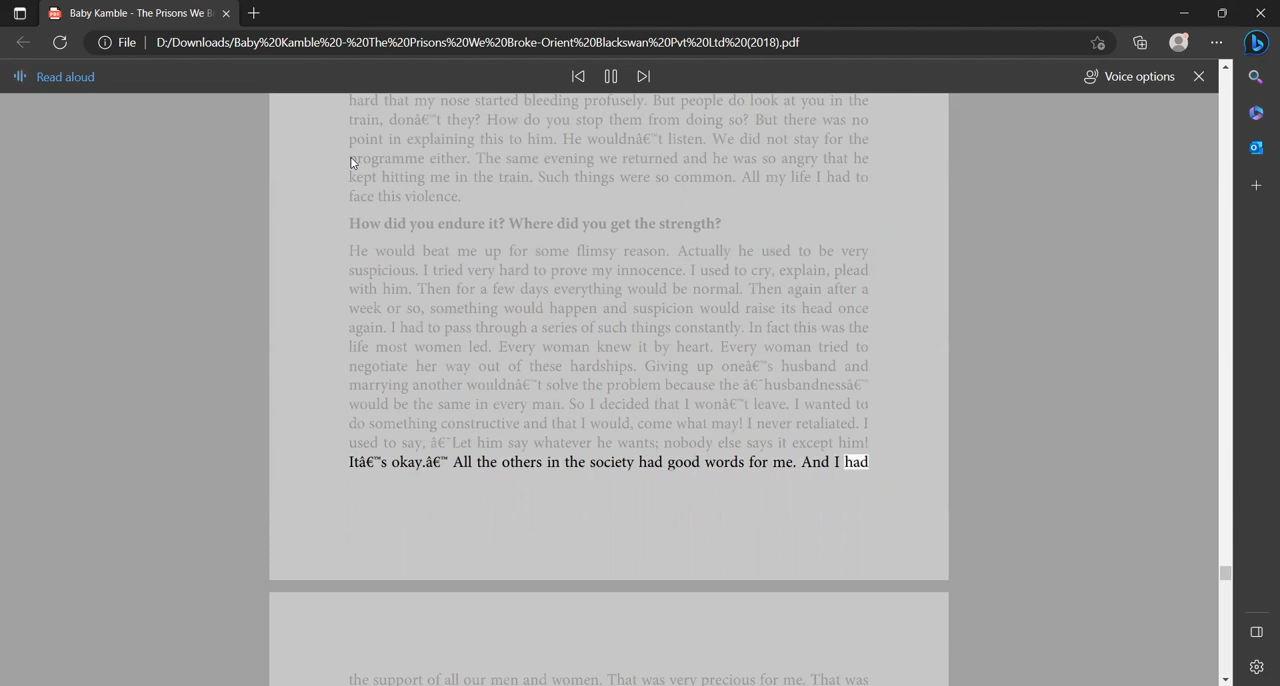 Baby Kamble - The Prisons We B
File
D:/Downloads/Baby%20Kamble%20-%20The%20Prisons%20We%20Broke-Orient%20Blackswan%20Pvt%20Ltd%20(2018).pdf
Read aloud
Voice options
hard that my nose started bleeding profusely. But people do look at you in the
train, donâ€™t they? How do you stop them from doing so? But there was no
point in explaining this to him. He wouldnâ€™t listen. We did not stay for the
programme either. The same evening we returned and he was so angry that he
kept hitting me in the train, Such things were so common. All my life I had to
face this violence.
How did you endure it? Where did you get the strength?
He would beat me up for some flimsy reason. Actually he used to be very
suspicious. I tried very hard to prove my innocence. I used to cry, explain, plead
with him. Then for a few days everything would be normal. Then again after a
week or so, something would happen and suspicion would raise its head once
again. I had to pass through a series of such things constantly. In fact this was the
life most women led. Every woman knew it by heart. Every woman tried to
negotiate her way out of these hardships. Giving up oneâ€™s husband and
marrying another wouldnâ€™t solve the problem because the â€˜husbandnessâ€™
would be the same in every man. So I decided that I wonâ€™t leave. I wanted to
do something constructive and that I would, come what may! I never retaliated. I
used to say, â€˜Let him say whatever he wants; nobody else says it except him!
Itâ€™s okay.â€™ All the others in the society had good words for me. And I had
the support of all our men and women. That was very precious for me. That was